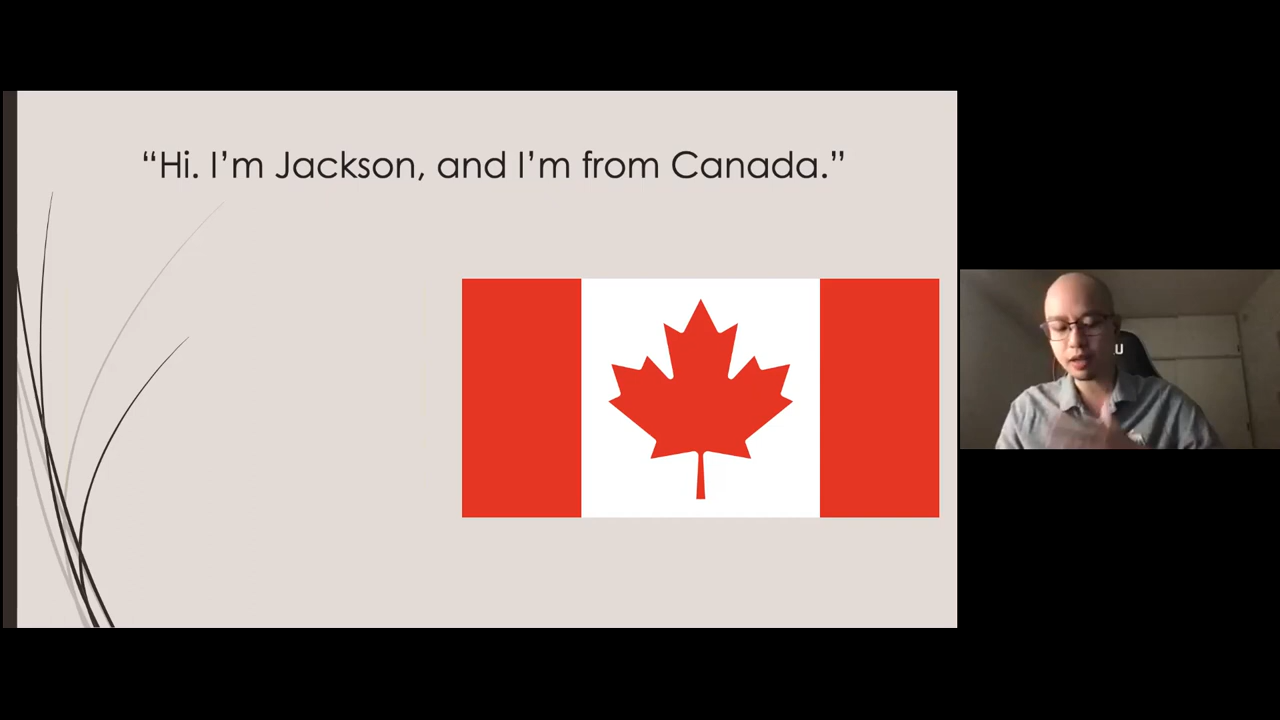 “Hi. I’m Jackson, and I’m from Canada.”
U